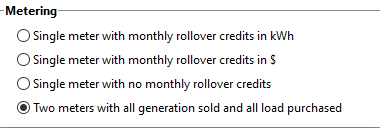 Metering
Single meter with monthly rollover credits in kWh
Single meter with monthly rollover credits in $
Single meter with no monthly rollover credits
Two meters with all generation sold and all load purchased